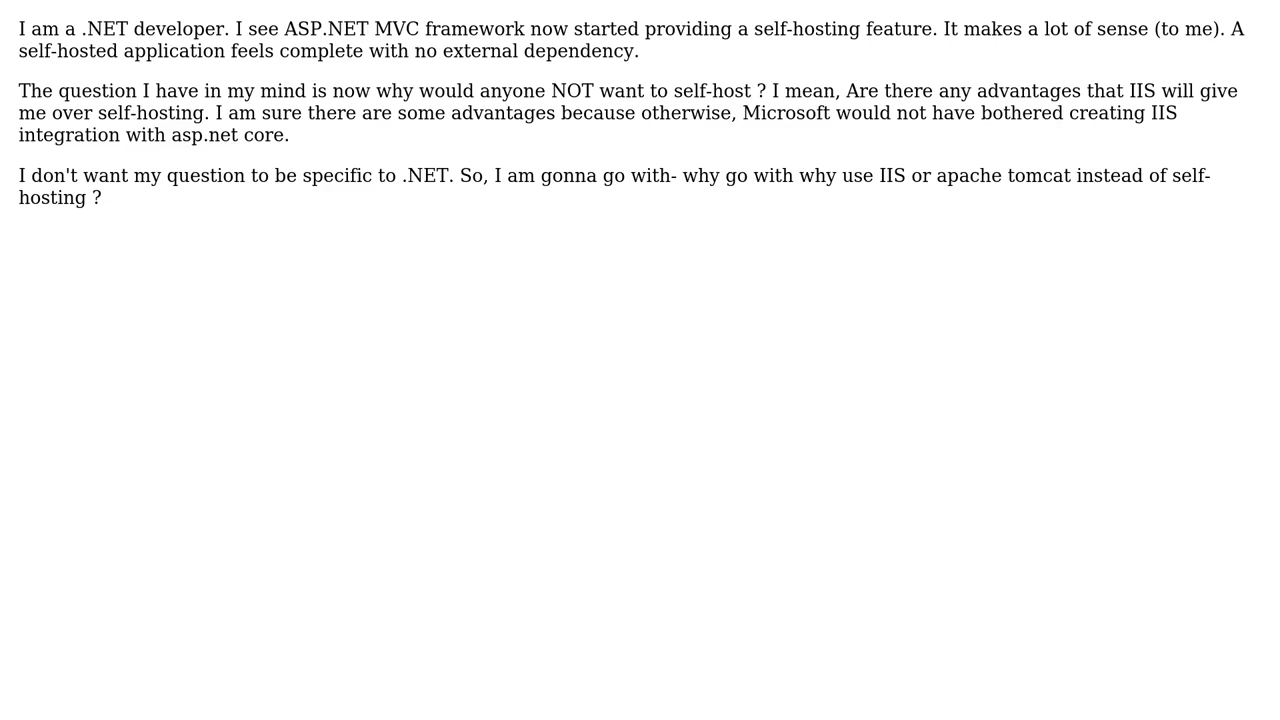 I am a .NET developer. I see ASP.NET MVC framework now started providing a self-hosting feature. It makes a lot of sense (to me). A
self-hosted application feels complete with no external dependency.
The question I have in my mind is now why would anyone NOT want to self-host ? I mean, Are there any advantages that IIS will give
me over self-hosting. I am sure there are some advantages because otherwise, Microsoft would not have bothered creating IIS
integration with asp.net core.
I don't want my question to be specific to .NET. So, I am gonna go with- why go with why use IIS or apache tomcat instead of self-
hosting ?